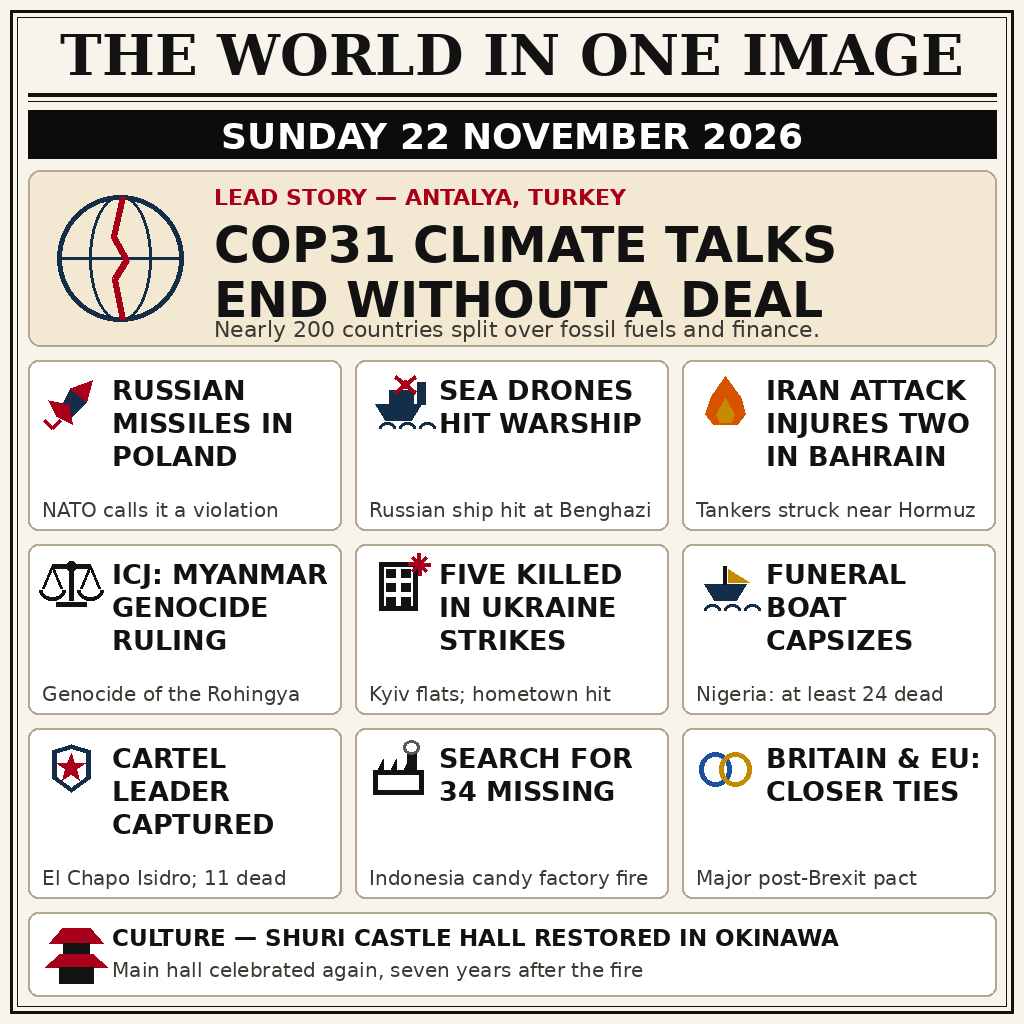 THE WORLD IN ONE IMAGE
SUNDAY 22 NOVEMBER 2026
LEAD STORY — ANTALYA, TURKEY
COP31 CLIMATE TALKS
END WITHOUT A DEAL
Nearly 200 countries split over fossil fuels and finance.
RUSSIAN
MISSILES IN
POLAND
NATO calls it a violation
SEA DRONES
HIT WARSHIP
Russian ship hit at Benghazi
IRAN ATTACK
INJURES TWO
IN BAHRAIN
Tankers struck near Hormuz
ICJ: MYANMAR
GENOCIDE
RULING
Genocide of the Rohingya
FIVE KILLED
IN UKRAINE
STRIKES
Kyiv flats; hometown hit
FUNERAL
BOAT
CAPSIZES
Nigeria: at least 24 dead
CARTEL
LEADER
CAPTURED
El Chapo Isidro; 11 dead
SEARCH FOR
34 MISSING
Indonesia candy factory fire
BRITAIN & EU:
CLOSER TIES
Major post-Brexit pact
CULTURE — SHURI CASTLE HALL RESTORED IN OKINAWA
Main hall celebrated again, seven years after the fire